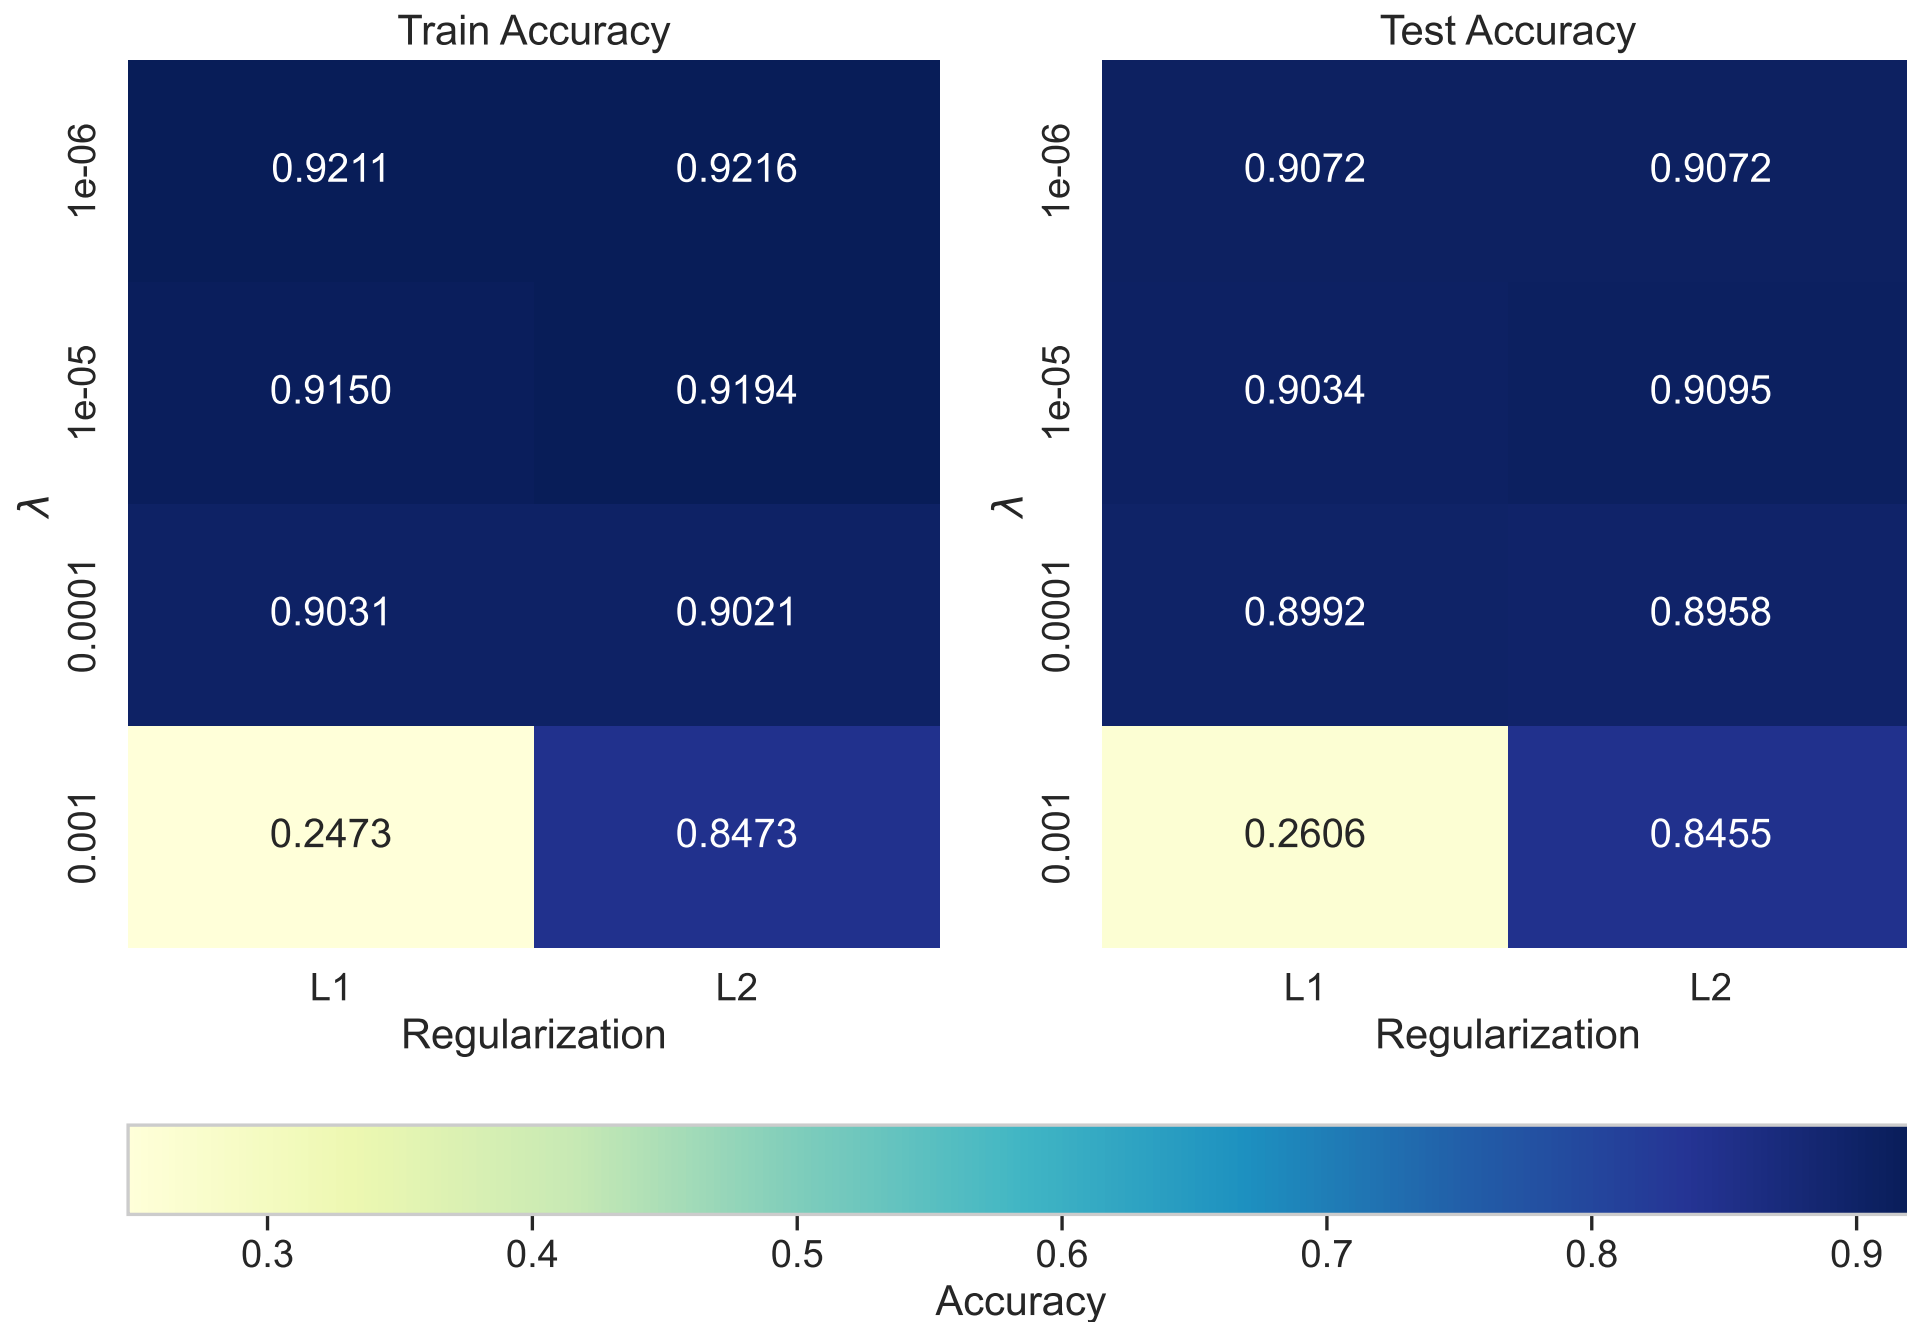 Train Accuracy
Test Accuracy
1e-06
0.9211
0.9216
1e-06
0.9072
0.9072
1e-05
0.9150
0.9194
1e-05
0.9034
0.9095
λ
λ
0.0001
0.9031
0.9021
0.0001
0.8992
0.8958
0.001
0.2473
0.8473
0.001
0.2606
0.8455
L1
L2
L1
L2
Regularization
Regularization
0.3
0.4
0.5
0.6
0.7
0.8
0.9
Accuracy